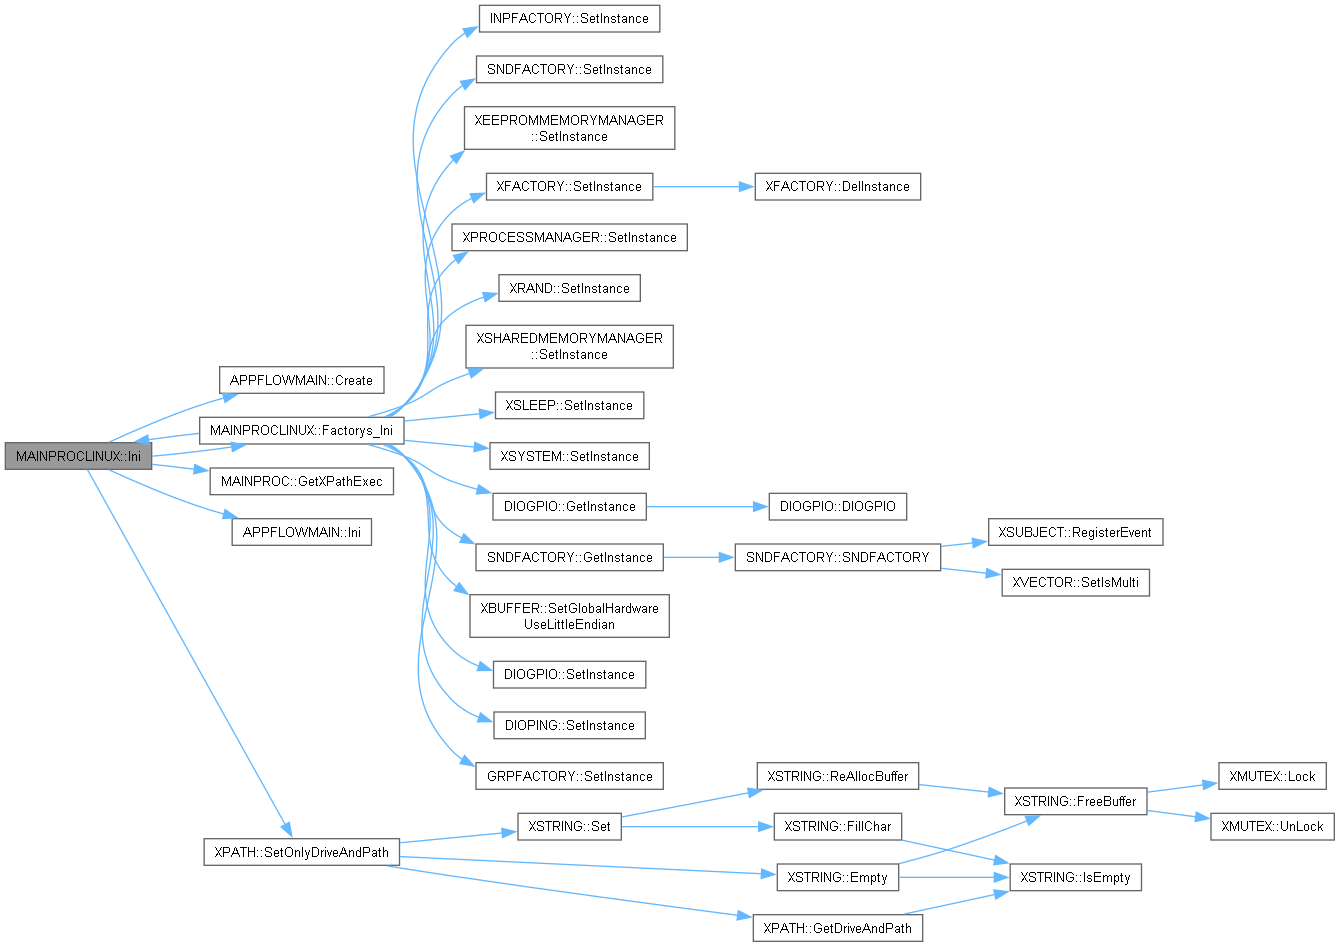 INPFACTORY::SetInstance
SNDFACTORY::SetInstance
XEEPROMMEMORYMANAGER
::SetInstance
XFACTORY::SetInstance
XFACTORY::DelInstance
XPROCESSMANAGER::SetInstance
XRAND::SetInstance
XSHAREDMEMORYMANAGER
::SetInstance
APPFLOWMAIN::Create
XSLEEP::SetInstance
MAINPROCLINUX::Factorys_Ini
MAINPROCLINUX::Ini
XSYSTEM::SetInstance
MAINPROC::GetXPathExec
DIOGPIO::GetInstance
DIOGPIO::DIOGPIO
APPFLOWMAIN::Ini
XSUBJECT::RegisterEvent
SNDFACTORY::GetInstance
SNDFACTORY::SNDFACTORY
XVECTOR::SetIsMulti
XBUFFER::SetGlobalHardware
UseLittleEndian
DIOGPIO::SetInstance
DIOPING::SetInstance
GRPFACTORY::SetInstance
XSTRING::ReAllocBuffer
XMUTEX::Lock
XSTRING::FreeBuffer
XSTRING::Set
XSTRING::FillChar
XMUTEX::UnLock
XPATH::SetOnlyDriveAndPath
XSTRING::Empty
XSTRING::IsEmpty
XPATH::GetDriveAndPath